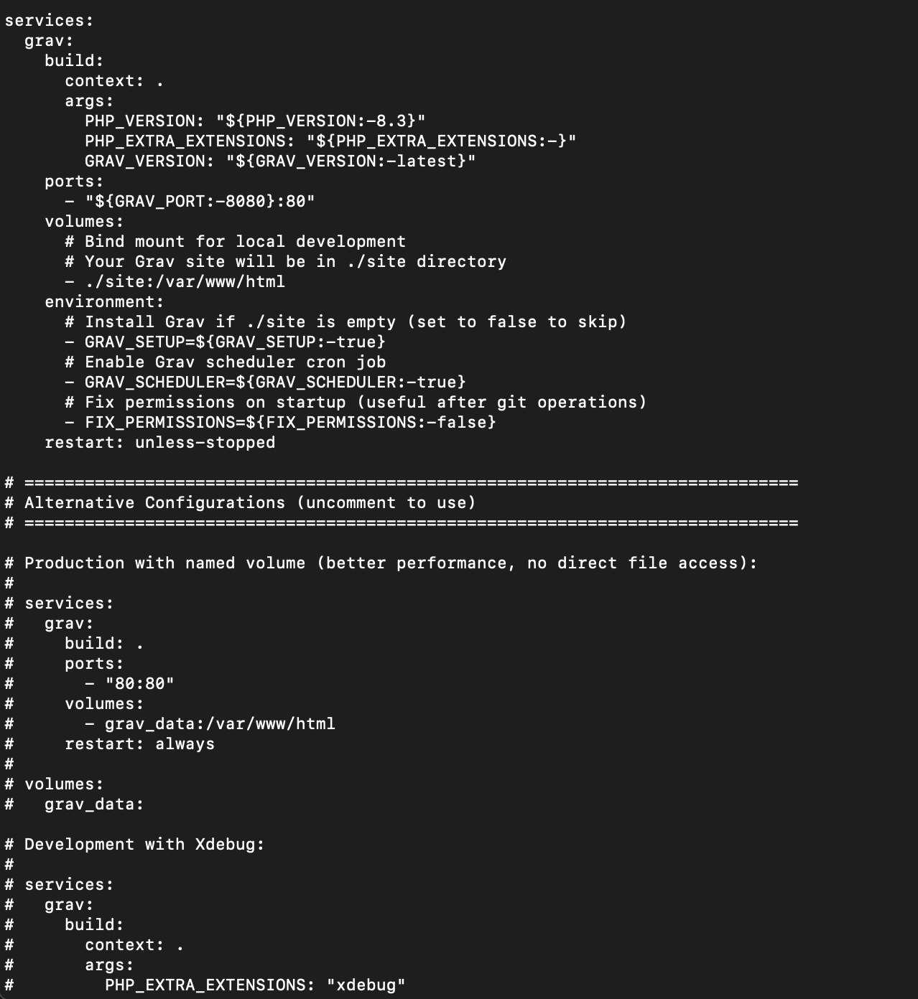 services:
  grav:
    build:
      context: .
      args:
        PHP_VERSION: "${PHP_VERSION:-8.3}"
        PHP_EXTRA_EXTENSIONS: "${PHP_EXTRA_EXTENSIONS:-}"
        GRAV_VERSION: "${GRAV_VERSION:-latest}"
    ports:
      - "${GRAV_PORT:-8080}:80"
    volumes:
      # Bind mount for local development
      # Your Grav site will be in ./site directory
      - ./site:/var/www/html
    environment:
      # Install Grav if ./site is empty (set to false to skip)
      - GRAV_SETUP=${GRAV_SETUP:-true}
      # Enable Grav scheduler cron job
      - GRAV_SCHEDULER=${GRAV_SCHEDULER:-true}
      # Fix permissions on startup (useful after git operations)
      - FIX_PERMISSIONS=${FIX_PERMISSIONS:-false}
    restart: unless-stopped

# =============================================================================
# Alternative Configurations (uncomment to use)
# =============================================================================

# Production with named volume (better performance, no direct file access):
#
# services:
#   grav:
#     build: .
#     ports:
#       - "80:80"
#     volumes:
#       - grav_data:/var/www/html
#     restart: always
#
# volumes:
#   grav_data:

# Development with Xdebug:
#
# services:
#   grav:
#     build:
#       context: .
#       args:
#         PHP_EXTRA_EXTENSIONS: "xdebug"